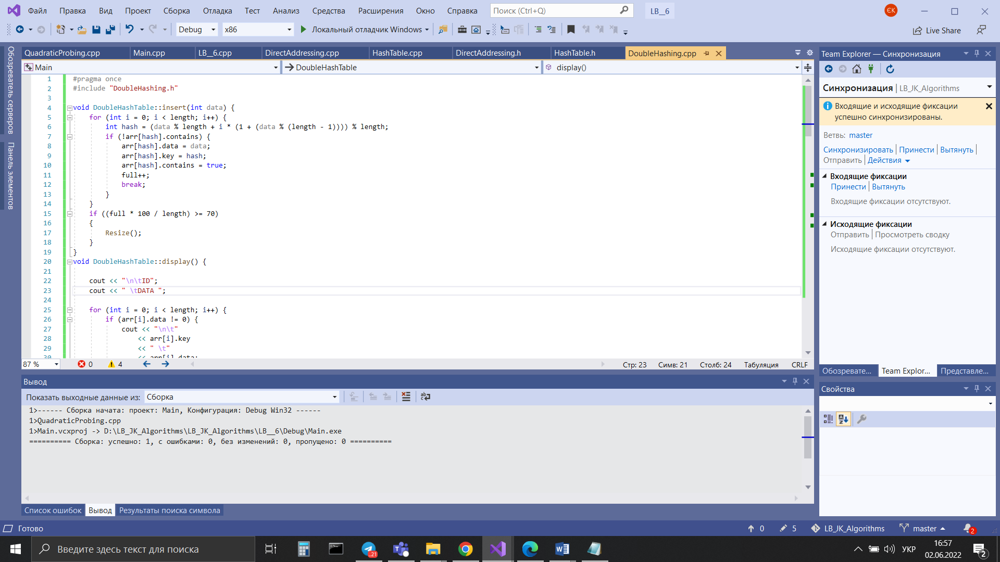 Файл Правка Вид Проект Сборка Отладка Тест Анализ Средства Расширения Окно Справка Поиск (Ctrl+Q) LB__6 ЄК
Debug x86 Локальный отладчик Windows Live Share
Обозреватель серверов
Панель элементов
QuadraticProbing.cpp Main.cpp LB__6.cpp DirectAddressing.cpp HashTable.cpp DirectAddressing.h HashTable.h DoubleHashing.cpp
Main DoubleHashTable display()
1 #pragma once
2 #include "DoubleHashing.h"
3
4 void DoubleHashTable::insert(int data) {
5 for (int i = 0; i < length; i++) {
6 int hash = (data % length + i * (1 + (data % (length - 1)))) % length;
7 if (!arr[hash].contains) {
8 arr[hash].data = data;
9 arr[hash].key = hash;
10 arr[hash].contains = true;
11 full++;
12 break;
13 }
14 }
15 if ((full * 100 / length) >= 70)
16 {
17 Resize();
18 }
19 }
20 void DoubleHashTable::display() {
21
22 cout << "\n\tID";
23 cout << " \tDATA ";
24
25 for (int i = 0; i < length; i++) {
26 if (arr[i].data != 0) {
27 cout << "\n\t"
28 << arr[i].key
29 << " \t"
30 << arr[i].data;
87 % 0 4 Стр: 23 Симв: 21 Столб: 24 Табуляция CRLF
Вывод
Показать выходные данные из: Сборка
1>------ Сборка начата: проект: Main, Конфигурация: Debug Win32 ------
1>QuadraticProbing.cpp
1>Main.vcxproj -> D:\LB_JK_Algorithms\LB_JK_Algorithms\LB__6\Debug\Main.exe
========== Сборка: успешно: 1, с ошибками: 0, без изменений: 0, пропущено: 0 ==========
Список ошибок Вывод Результаты поиска символа
Team Explorer — Синхронизация
Синхронизация | LB_JK_Algorithms
Входящие и исходящие фиксации
успешно синхронизированы.
Ветвь: master
Синхронизировать | Принести | Вытянуть |
Отправить | Действия
Входящие фиксации
Принести | Вытянуть
Входящие фиксации отсутствуют.
Исходящие фиксации
Отправить | Просмотреть сводку
Исходящие фиксации отсутствуют.
Обозревате... Team Explor... Представле...
Свойства
Готово 0 5 LB_JK_Algorithms master 2
Введите здесь текст для поиска ..21 УКР 16:57
02.06.2022 2